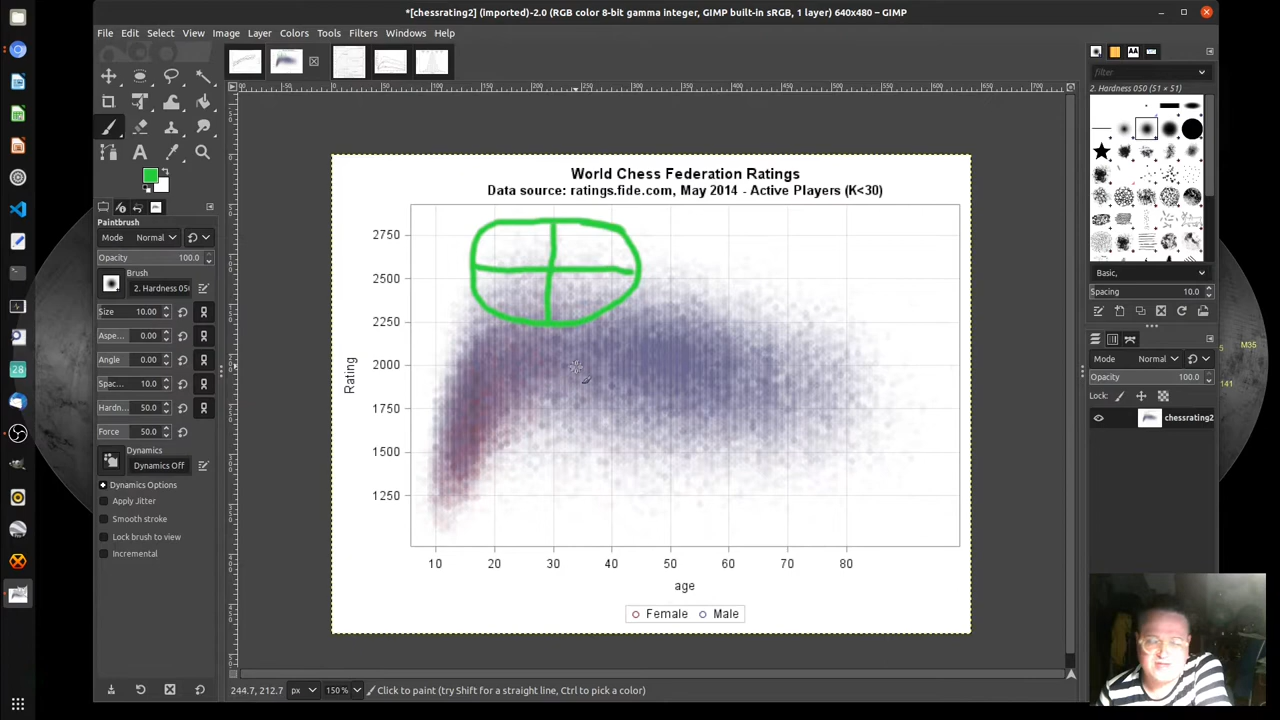 *[chessrating2] (imported)-2.0 (RGB color 8-bit gamma integer, GIMP built-in sRGB, 1 layer) 640x480 – GIMP
File Edit Select View Image Layer Colors Tools Filters Windows Help
filter
2. Hardness 050 (51 × 51)
Basic,
Spacing 10.0
Mode Normal
Opacity 100.0
Lock:
chessrating2
Paintbrush
Mode Normal
Opacity 100.0
Brush
2. Hardness 050
Size 10.00
Aspe... 0.00
Angle 0.00
Spac... 10.0
Hardn... 50.0
Force 50.0
Dynamics
Dynamics Off
Dynamics Options
Apply Jitter
Smooth stroke
Lock brush to view
Incremental
World Chess Federation Ratings
Data source: ratings.fide.com, May 2014 - Active Players (K<30)
Rating
2750
2500
2250
2000
1750
1500
1250
10 20 30 40 50 60 70 80
age
Female Male
M35
141
28
244.7, 212.7 px 150% Click to paint (try Shift for a straight line, Ctrl to pick a color)